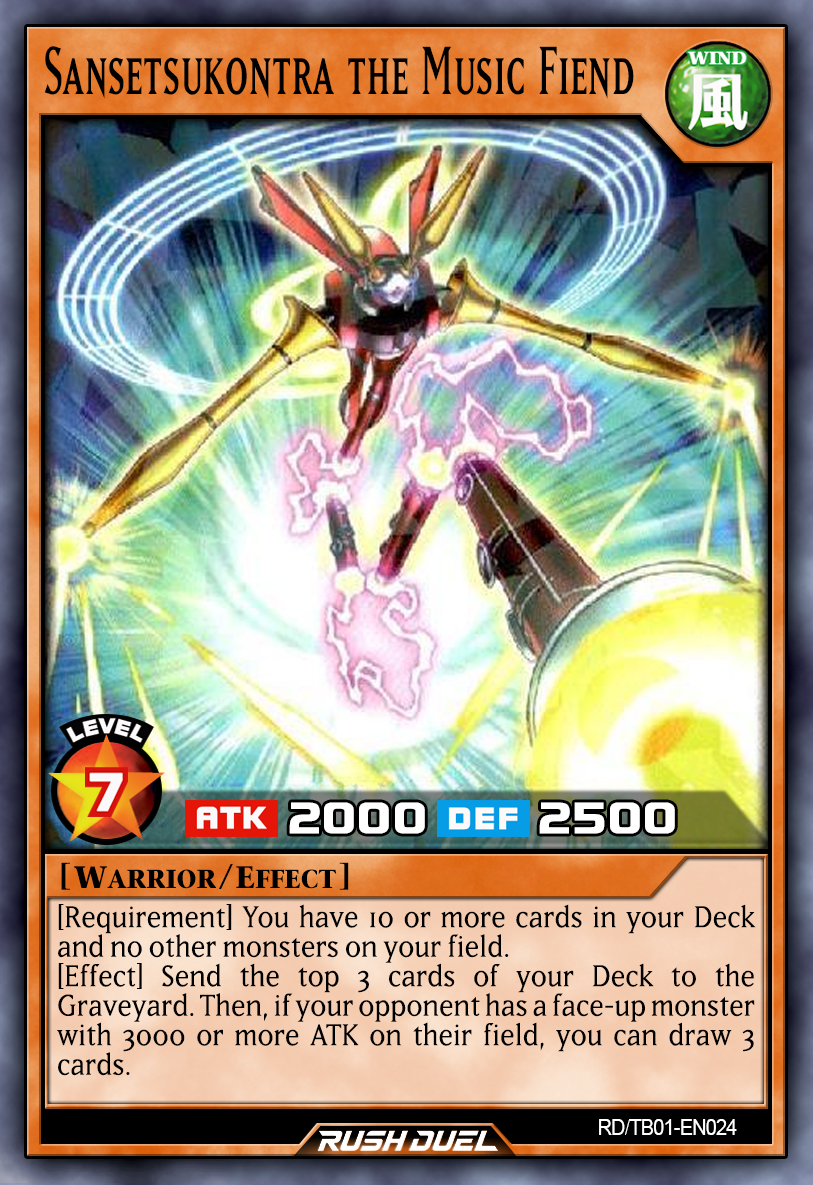 Sansetsukontra the Music Fiend
WIND
風
LEVEL
7
ATK 2000 DEF 2500
[Warrior/Effect]
[Requirement] You have 10 or more cards in your Deck
and no other monsters on your field.
[Effect] Send the top 3 cards of your Deck to the
Graveyard. Then, if your opponent has a face-up monster
with 3000 or more ATK on their field, you can draw 3
cards.
RD/TB01-EN024
RUSH DUEL